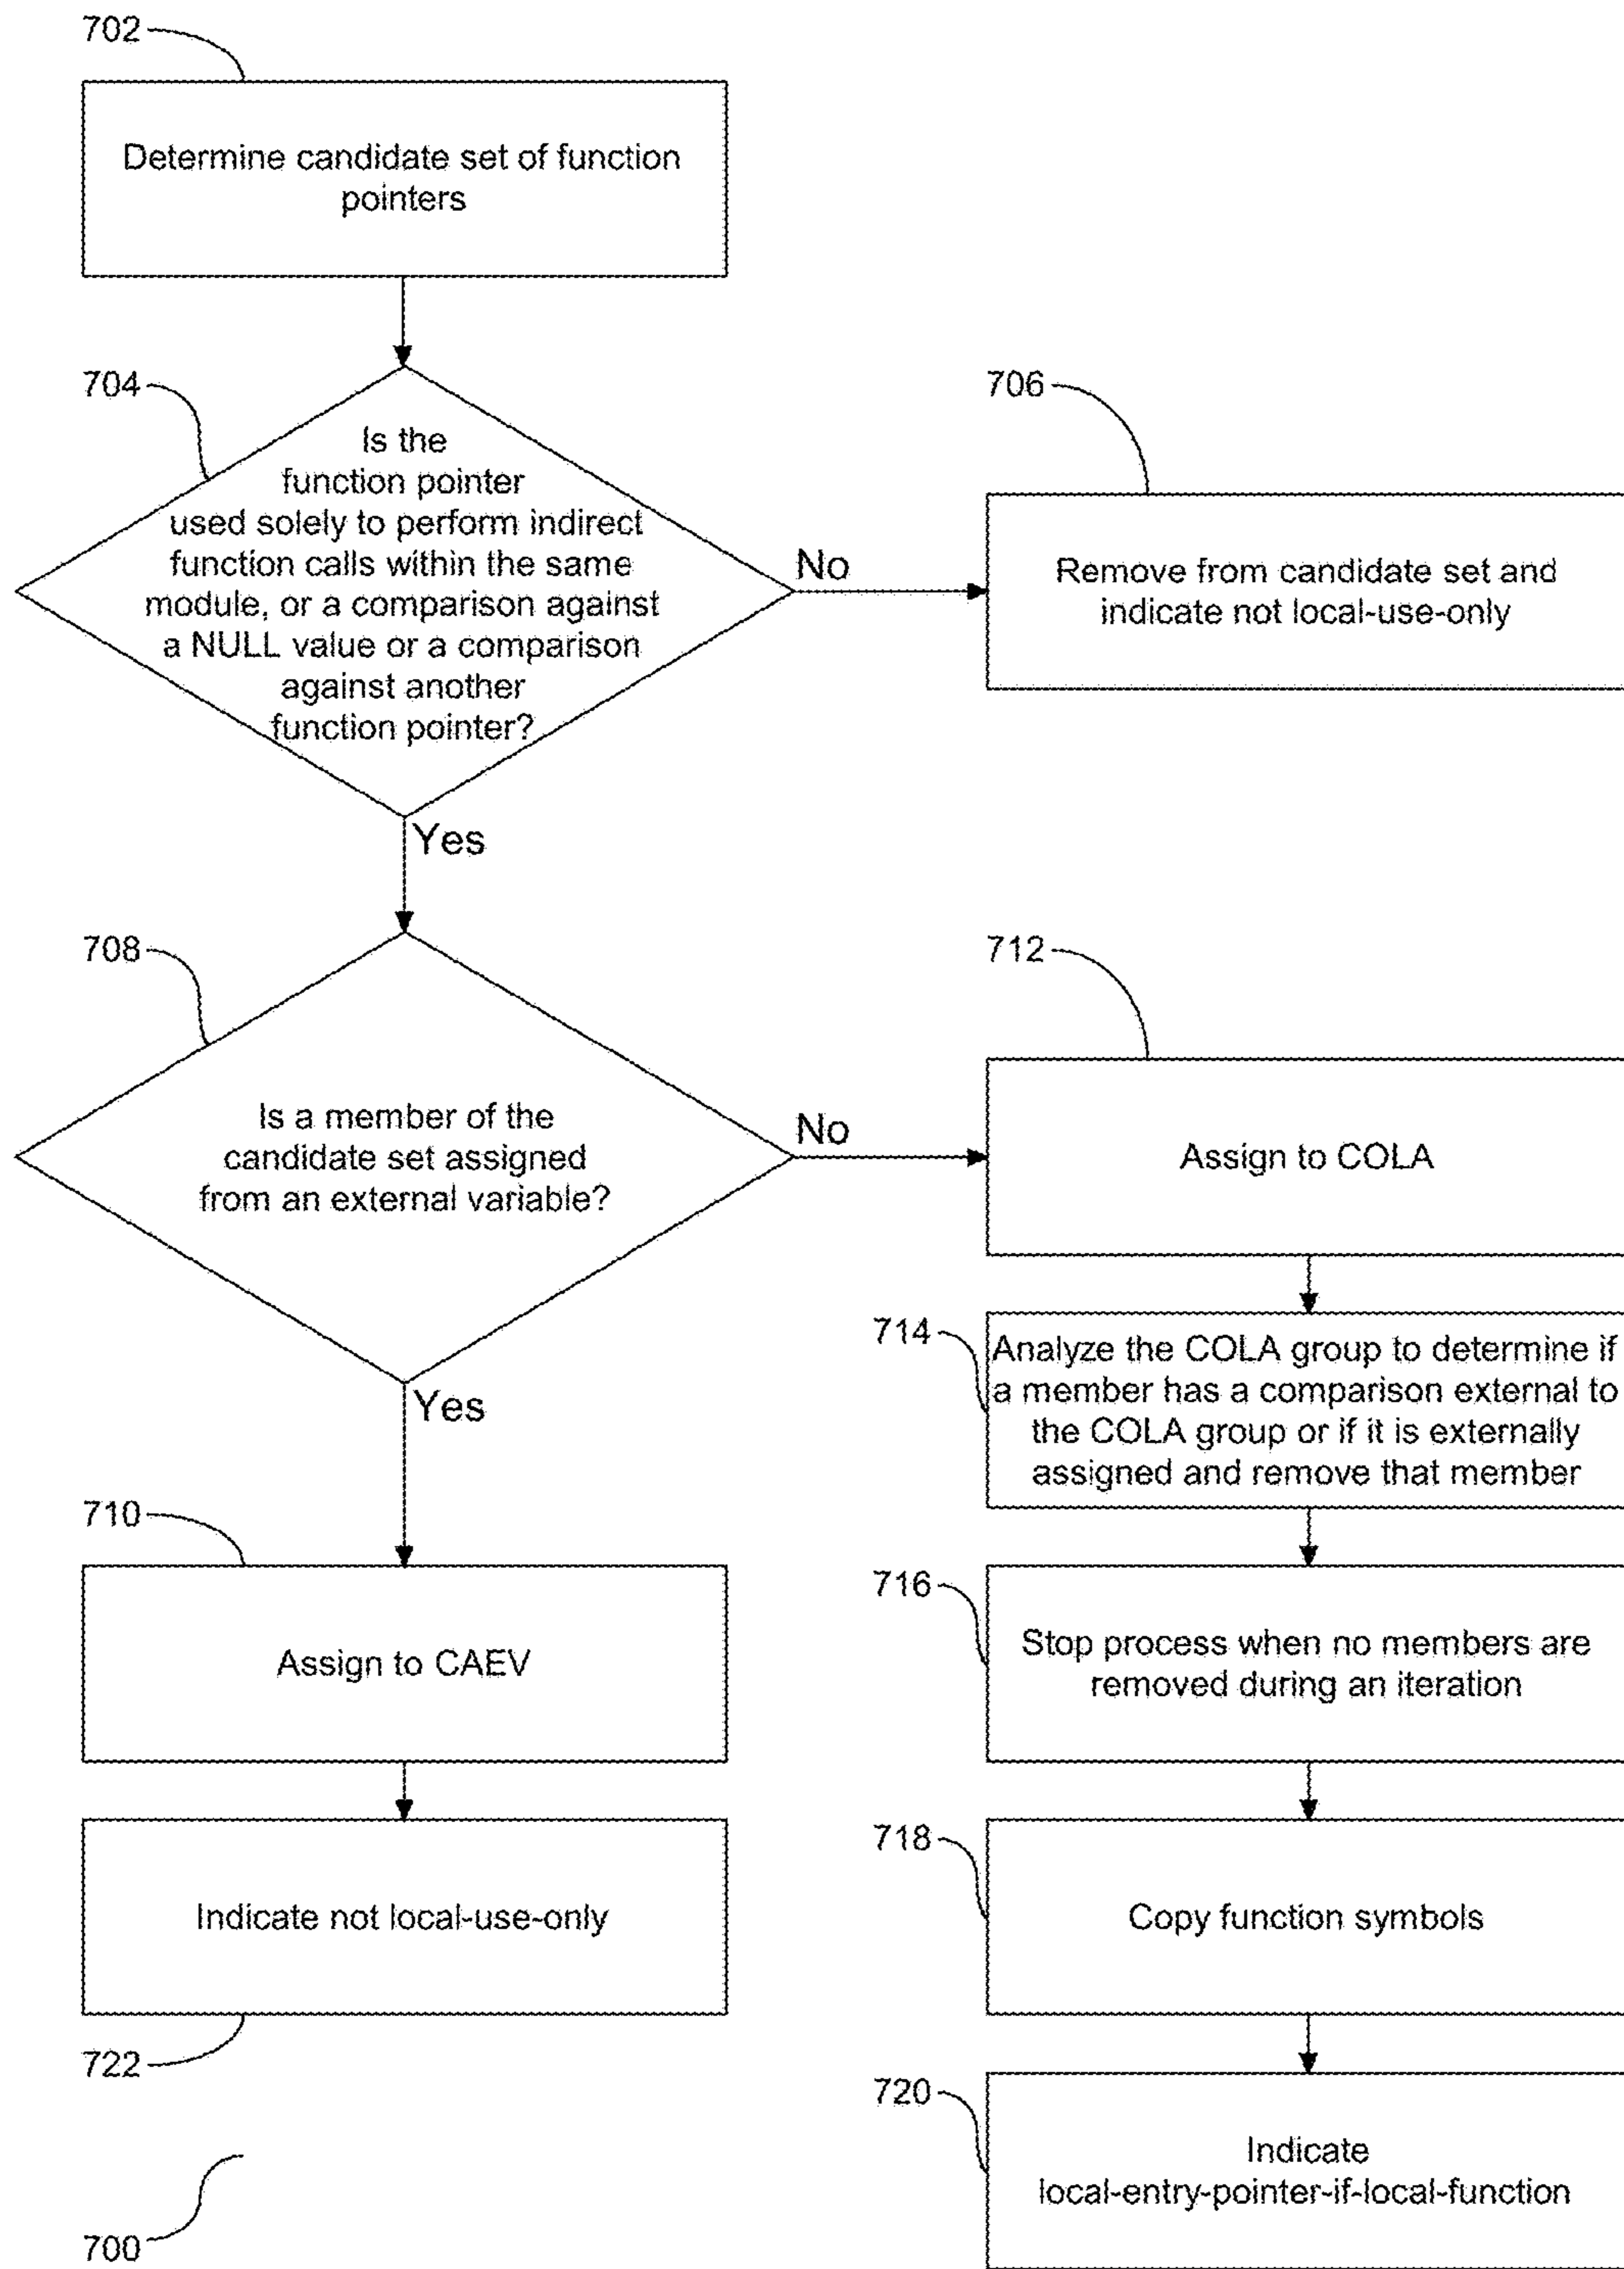 702
Determine candidate set of function
pointers
704
Is the
function pointer
used solely to perform indirect
function calls within the same
module, or a comparison against
a NULL value or a comparison
against another
function pointer?
No
706
Remove from candidate set and
indicate not local-use-only
Yes
708
Is a member of the
candidate set assigned
from an external variable?
No
712
Assign to COLA
714
Analyze the COLA group to determine if
a member has a comparison external to
the COLA group or if it is externally
assigned and remove that member
Yes
710
Assign to CAEV
716
Stop process when no members are
removed during an iteration
Indicate not local-use-only
722
718
Copy function symbols
720
Indicate
local-entry-pointer-if-local-function
700